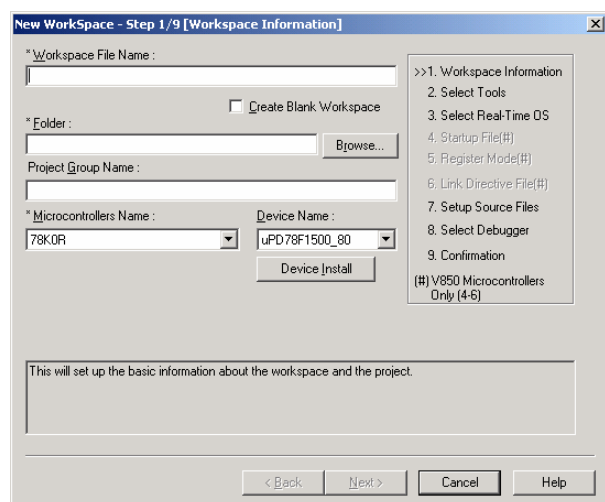 New WorkSpace - Step 1/9 [Workspace Information]
* Workspace File Name :
Create Blank Workspace
* Folder :
Browse...
Project Group Name :
* Microcontrollers Name :
Device Name :
78K0R
uPD78F1500_80
Device Install
>>1. Workspace Information
2. Select Tools
3. Select Real-Time OS
4. Startup File(#)
5. Register Mode(#)
6. Link Directive File(#)
7. Setup Source Files
8. Select Debugger
9. Confirmation
(#) V850 Microcontrollers
Only (4-6)
This will set up the basic information about the workspace and the project.
< Back
Next >
Cancel
Help